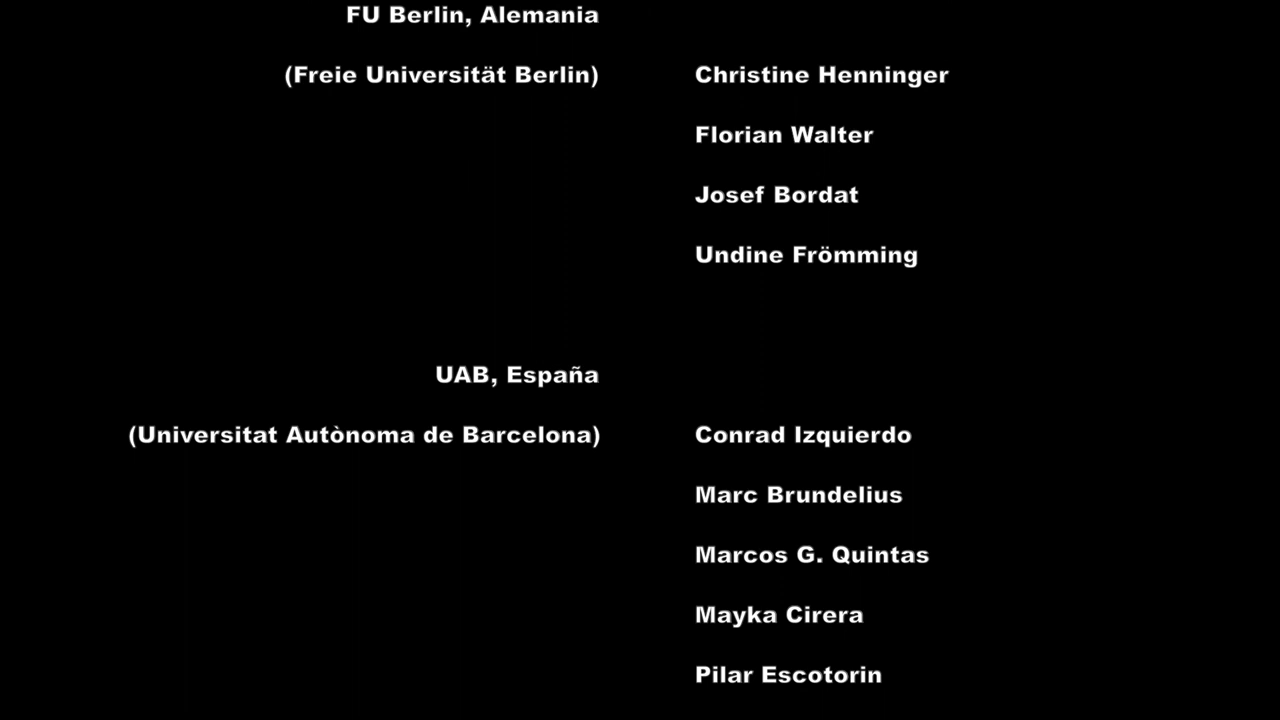 FU Berlin, Alemania
(Freie Universität Berlin) Christine Henninger
Florian Walter
Josef Bordat
Undine Frömming
UAB, España
(Universitat Autònoma de Barcelona) Conrad Izquierdo
Marc Brundelius
Marcos G. Quintas
Mayka Cirera
Pilar Escotorin